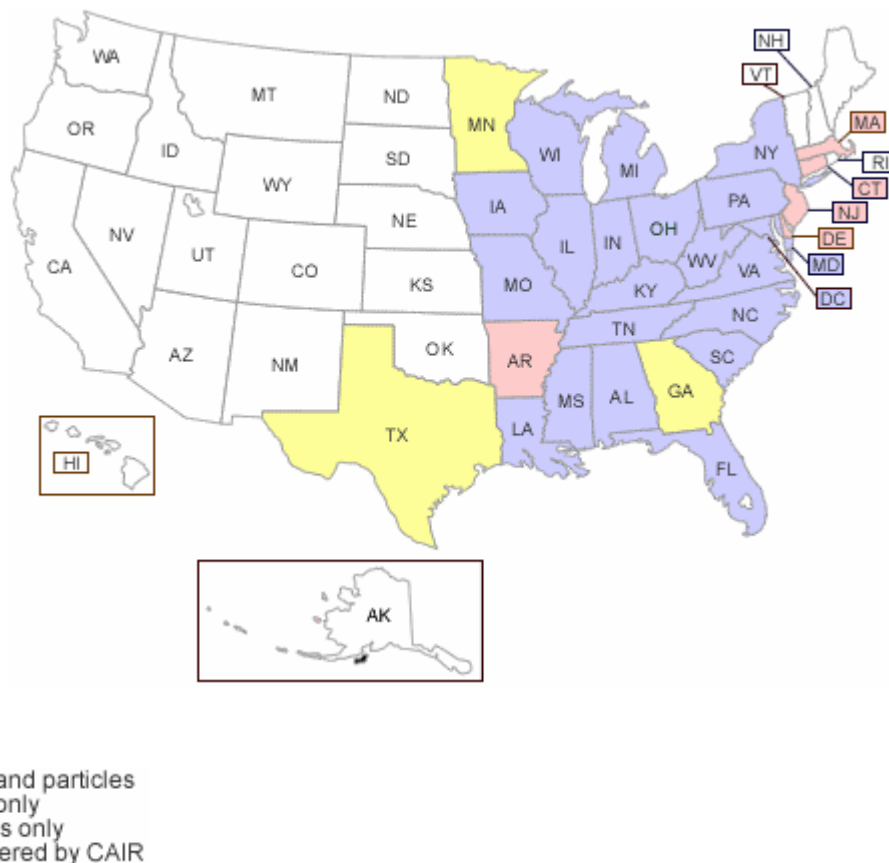 NH
WA
VT
MT
ND
MN
MA
OR
ID
WI
NY
RI
SD
MI
CT
WY
PA
IA
NJ
NE
OH
DE
NV
IL
IN
UT
WV
MD
CA
CO
VA
MO
KS
KY
DC
NC
TN
OK
AZ
AR
SC
NM
MS
AL
GA
TX
LA
HI
FL
AK
and particles
only
s only
ered by CAIR